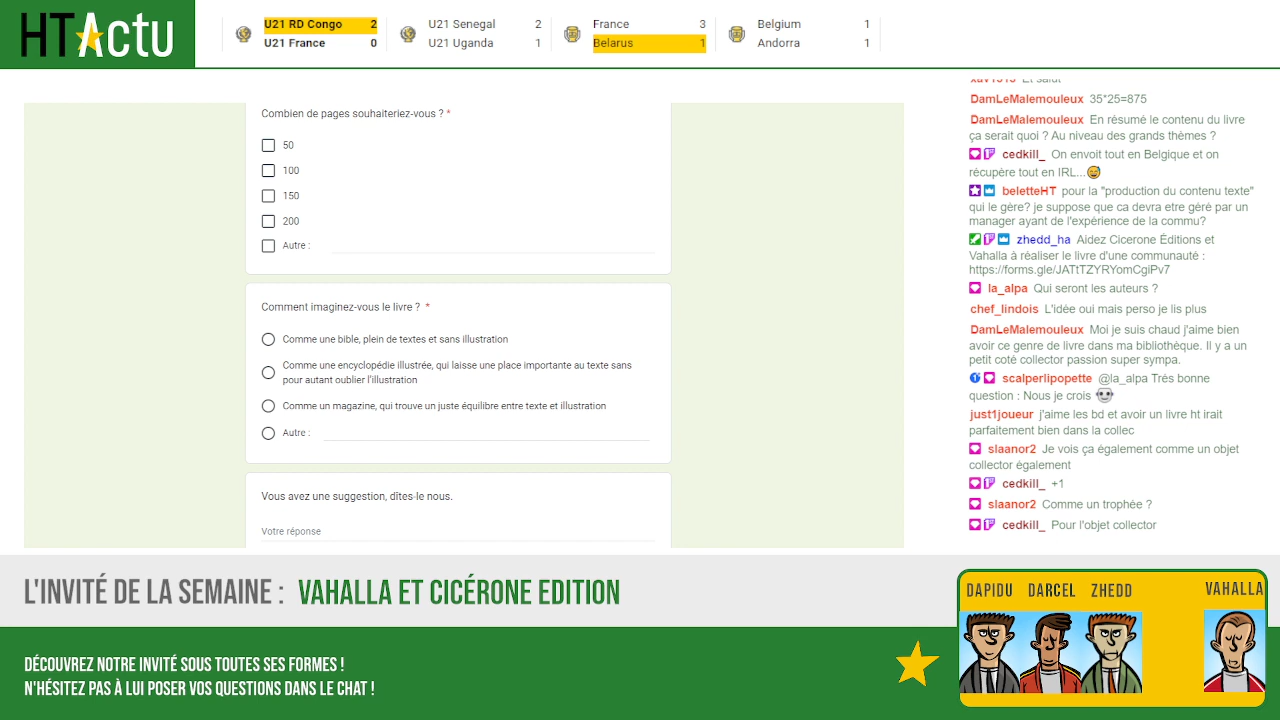 HTActu
U21 RD Congo 2
U21 France 0
U21 Senegal 2
U21 Uganda 1
France 3
Belarus 1
Belgium 1
Andorra 1
Combien de pages souhaiteriez-vous ? *
50
100
150
200
Autre :
Comment imaginez-vous le livre ? *
Comme une bible, plein de textes et sans illustration
Comme une encyclopédie illustrée, qui laisse une place importante au texte sans
pour autant oublier l'illustration
Comme un magazine, qui trouve un juste équilibre entre texte et illustration
Autre :
Vous avez une suggestion, dîtes-le nous.
Votre réponse
xav1313 Et salut
DamLeMalemouleux 35*25=875
DamLeMalemouleux En résumé le contenu du livre
ça serait quoi ? Au niveau des grands thèmes ?
cedkill_ On envoit tout en Belgique et on
récupère tout en IRL...
beletteHT pour la "production du contenu texte"
qui le gère? je suppose que ca devra etre géré par un
manager ayant de l'expérience de la commu?
zhedd_ha Aidez Cicerone Éditions et
Vahalla à réaliser le livre d'une communauté :
https://forms.gle/JATtTZYRYomCgiPv7
la_alpa Qui seront les auteurs ?
chef_lindois L'idée oui mais perso je lis plus
DamLeMalemouleux Moi je suis chaud j'aime bien
avoir ce genre de livre dans ma bibliothèque. Il y a un
petit coté collector passion super sympa.
scalperlipopette @la_alpa Très bonne
question : Nous je crois
just1joueur j'aime les bd et avoir un livre ht irait
parfaitement bien dans la collec
slaanor2 Je vois ça également comme un objet
collector également
cedkill_ +1
slaanor2 Comme un trophée ?
cedkill_ Pour l'objet collector
L'INVITÉ DE LA SEMAINE : VAHALLA ET CICÉRONE EDITION
DAPIDU DARCEL ZHEDD VAHALLA
DÉCOUVREZ NOTRE INVITÉ SOUS TOUTES SES FORMES !
N'HÉSITEZ PAS À LUI POSER VOS QUESTIONS DANS LE CHAT !